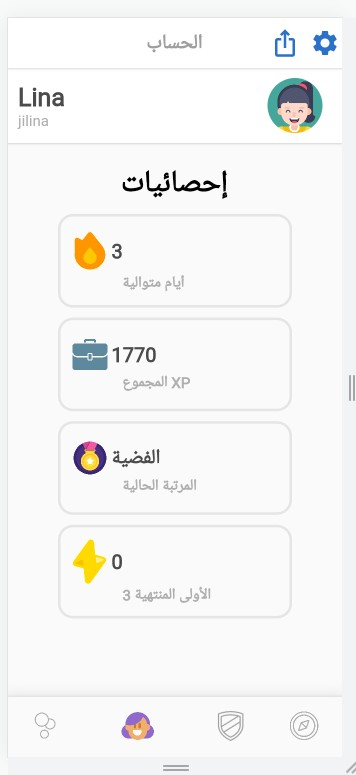 الحساب
Lina
jilina
إحصائيات
3
أيام متوالية
1770
XP المجموع
الفضية
المرتبة الحالية
0
الأولى المنتهية 3